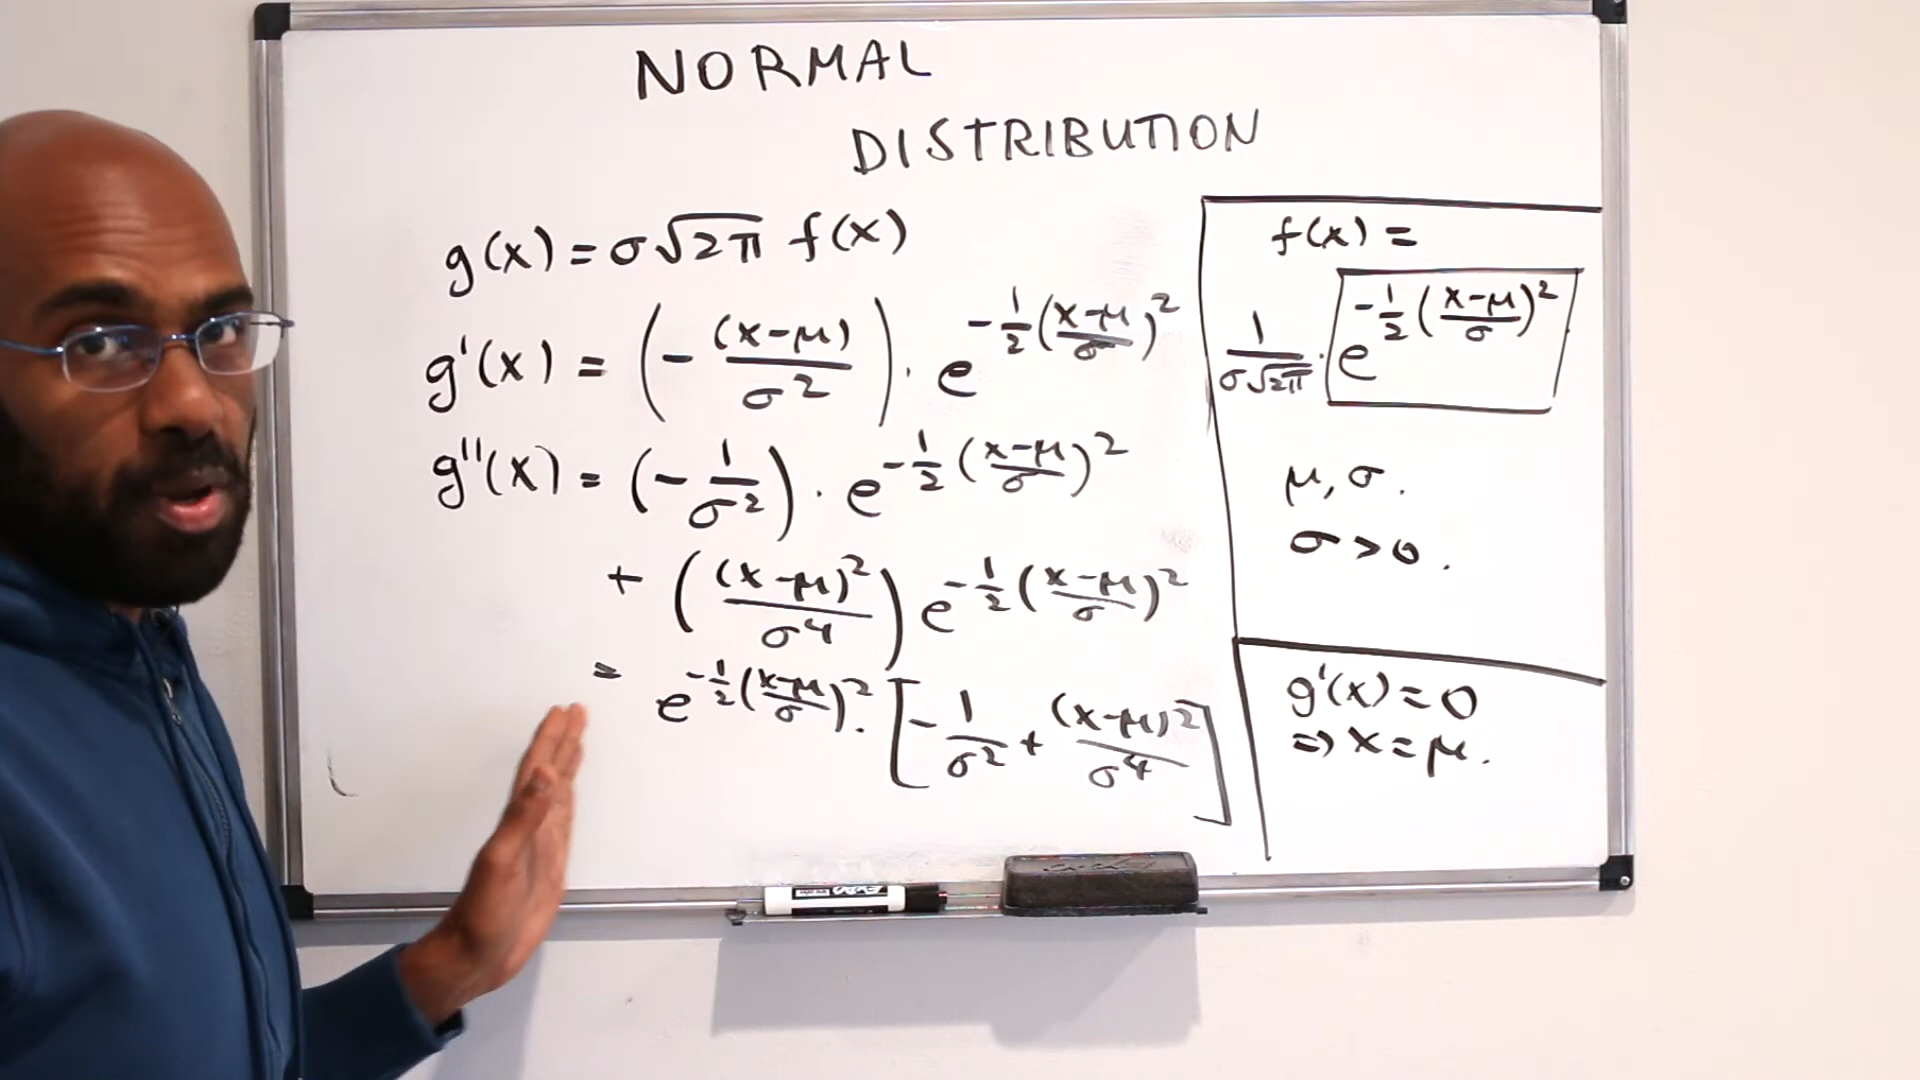 NORMAL
DISTRIBUTION
g(x) = σ√2π f(x)
g'(x) = (- (x-μ)/σ²) · e^{-1/2 ((x-μ)/σ)²}
g''(x) = (- 1/σ²) · e^{-1/2 ((x-μ)/σ)²}
+ ((x-μ)²/σ⁴) e^{-1/2 ((x-μ)/σ)²}
= e^{-1/2 ((x-μ)/σ)²} · [- 1/σ² + (x-μ)²/σ⁴]
f(x) =
1/(σ√2π) · e^{-1/2 ((x-μ)/σ)²}
μ, σ.
σ > 0.
g'(x) = 0
⇒ x = μ.
EXPO